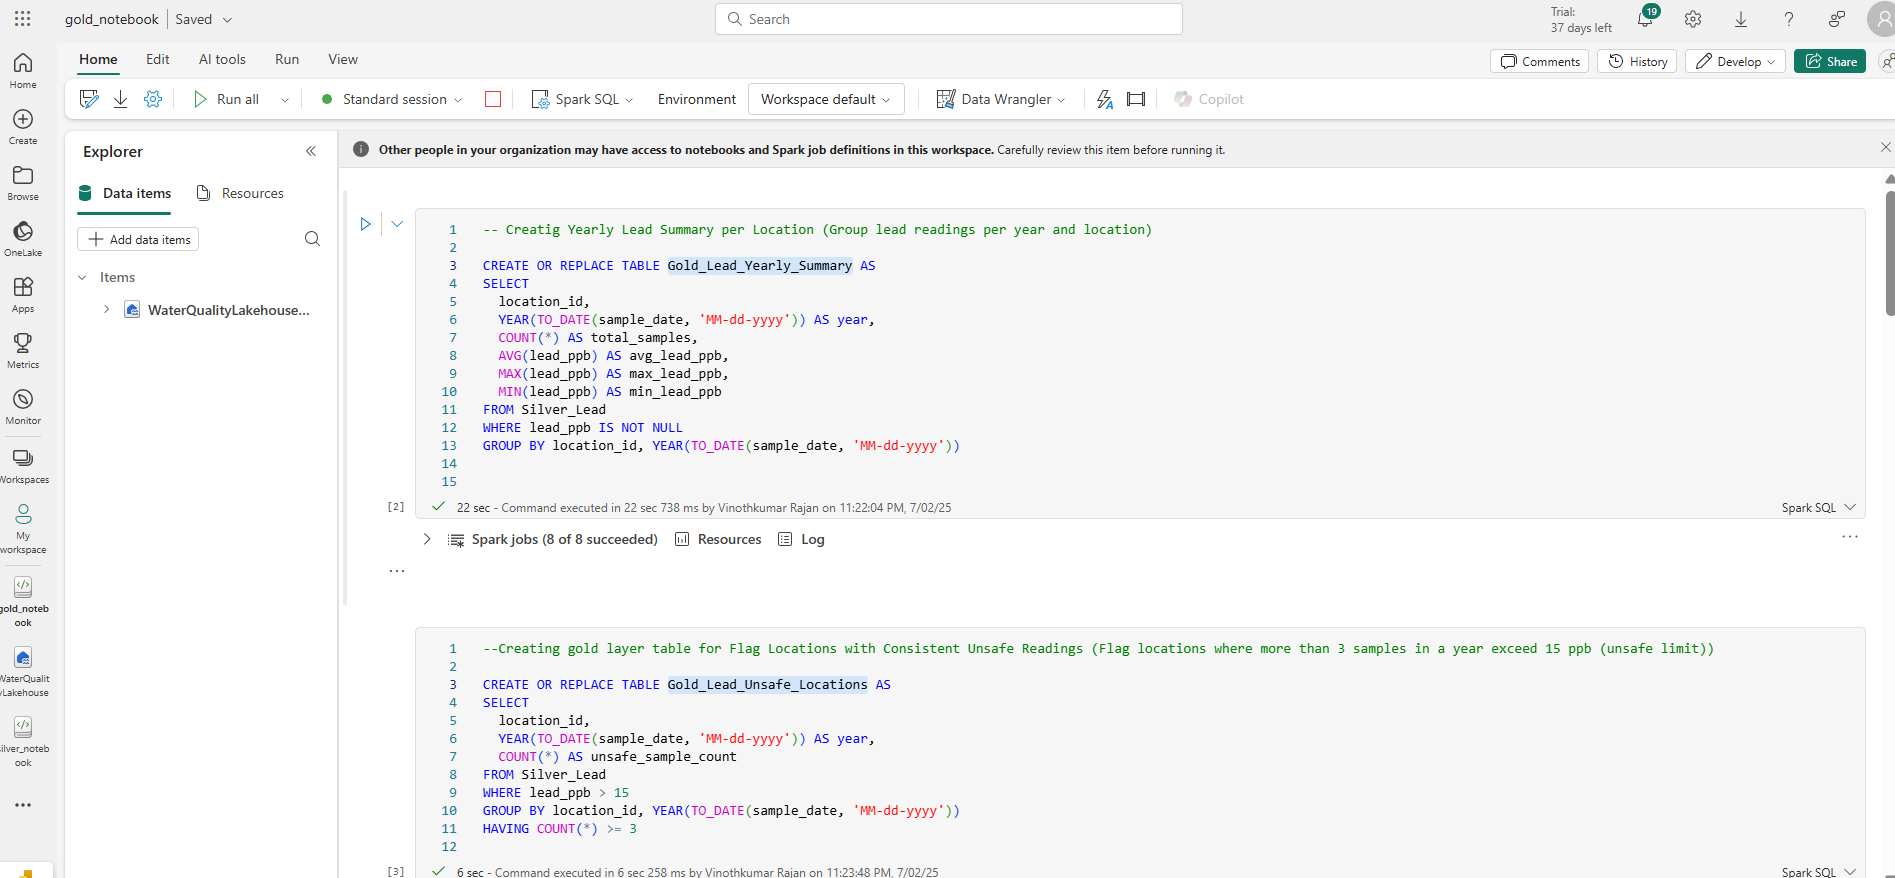 gold_notebook
Saved
Search
Trial:
37 days left
19
Home
Edit
AI tools
Run
View
Comments
History
Develop
Share
Run all
Standard session
Spark SQL
Environment
Workspace default
Data Wrangler
Copilot
Home
Create
Browse
OneLake
Apps
Metrics
Monitor
Workspaces
My
workspace
gold_noteb
ook
WaterQualit
yLakehouse
silver_noteb
ook
Explorer
Data items
Resources
Add data items
Items
WaterQualityLakehouse...
Other people in your organization may have access to notebooks and Spark job definitions in this workspace. Carefully review this item before running it.
1 -- Creatig Yearly Lead Summary per Location (Group lead readings per year and location)
2
3 CREATE OR REPLACE TABLE Gold_Lead_Yearly_Summary AS
4 SELECT
5 location_id,
6 YEAR(TO_DATE(sample_date, 'MM-dd-yyyy')) AS year,
7 COUNT(*) AS total_samples,
8 AVG(lead_ppb) AS avg_lead_ppb,
9 MAX(lead_ppb) AS max_lead_ppb,
10 MIN(lead_ppb) AS min_lead_ppb
11 FROM Silver_Lead
12 WHERE lead_ppb IS NOT NULL
13 GROUP BY location_id, YEAR(TO_DATE(sample_date, 'MM-dd-yyyy'))
14
15
[2] 22 sec - Command executed in 22 sec 738 ms by Vinothkumar Rajan on 11:22:04 PM, 7/02/25
Spark SQL
Spark jobs (8 of 8 succeeded)
Resources
Log
1 --Creating gold layer table for Flag Locations with Consistent Unsafe Readings (Flag locations where more than 3 samples in a year exceed 15 ppb (unsafe limit))
2
3 CREATE OR REPLACE TABLE Gold_Lead_Unsafe_Locations AS
4 SELECT
5 location_id,
6 YEAR(TO_DATE(sample_date, 'MM-dd-yyyy')) AS year,
7 COUNT(*) AS unsafe_sample_count
8 FROM Silver_Lead
9 WHERE lead_ppb > 15
10 GROUP BY location_id, YEAR(TO_DATE(sample_date, 'MM-dd-yyyy'))
11 HAVING COUNT(*) >= 3
12
[3] 6 sec - Command executed in 6 sec 258 ms by Vinothkumar Rajan on 11:23:48 PM, 7/02/25
Spark SQL